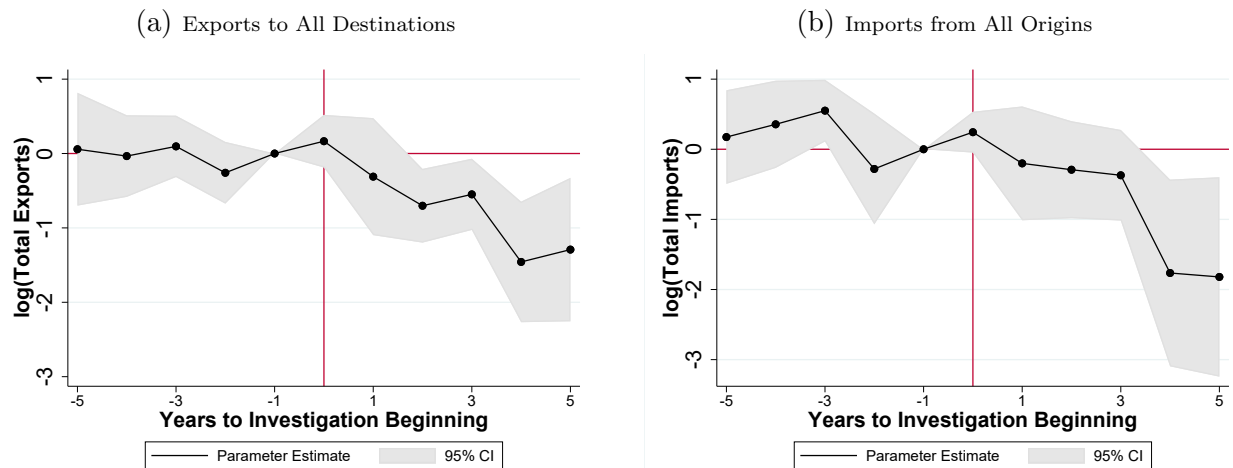 (a) Exports to All Destinations
log(Total Exports)
1
0
-1
-2
-3
-5 -3 -1 1 3 5
Years to Investigation Beginning
Parameter Estimate 95% CI
(b) Imports from All Origins
log(Total Imports)
1
0
-1
-2
-3
-5 -3 -1 1 3 5
Years to Investigation Beginning
Parameter Estimate 95% CI